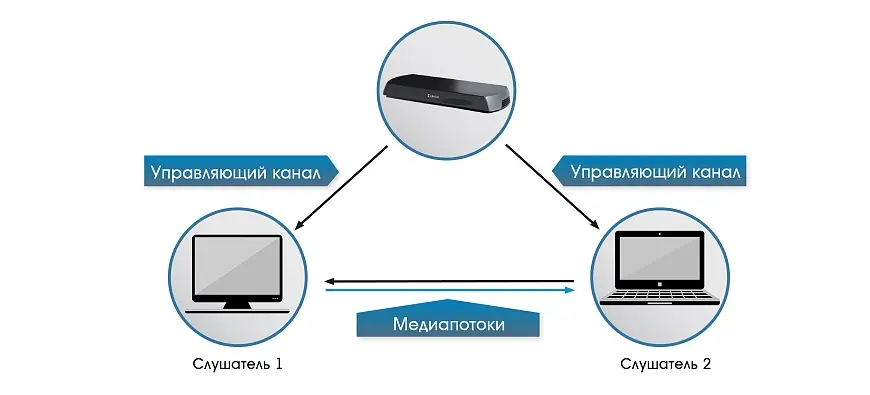 Управляющий канал
Управляющий канал
Медиапотоки
Слушатель 1
Слушатель 2